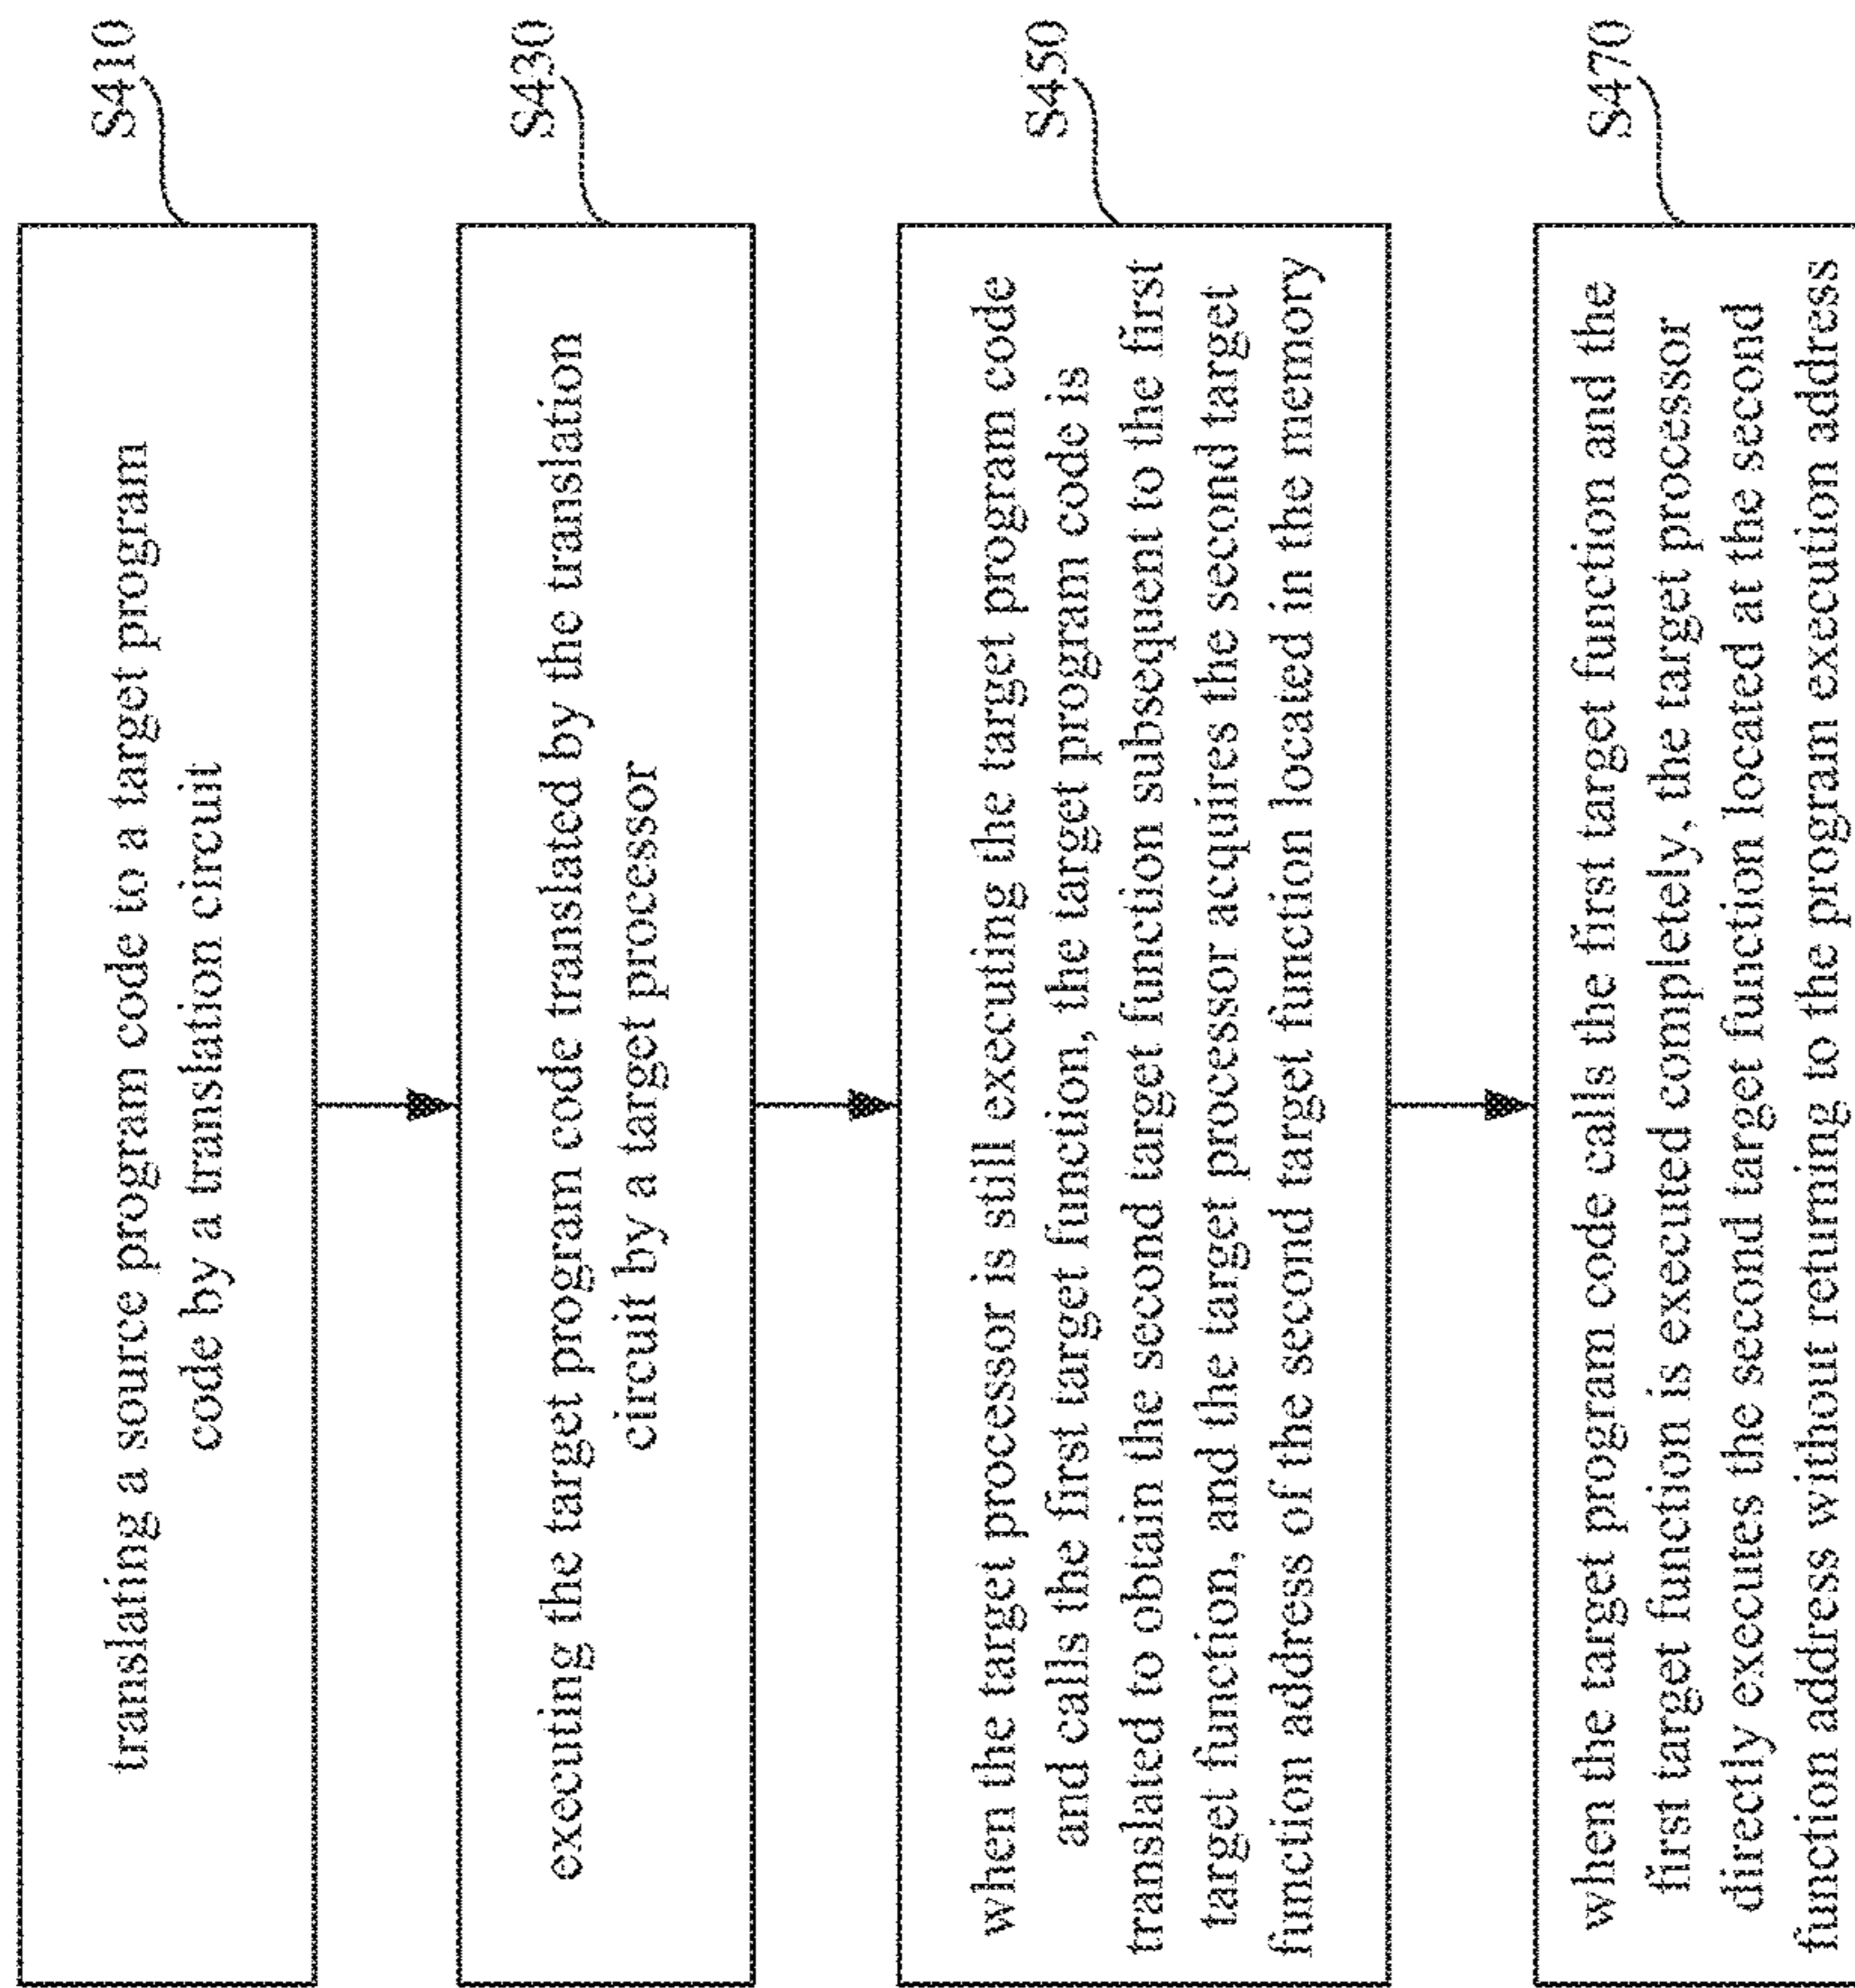 S410
translating a source program code to a target program
code by a translation circuit
S430
executing the target program code translated by the translation
circuit by a target processor
S450
when the target processor is still executing the target program code
and calls the first target function, the target program code is
translated to obtain the second target function subsequent to the first
target function, and the target processor acquires the second target
function address of the second target function located in the memory
S470
when the target program code calls the first target function and the
first target function is executed completely, the target processor
directly executes the second target function located at the second
function address without returning to the program execution address